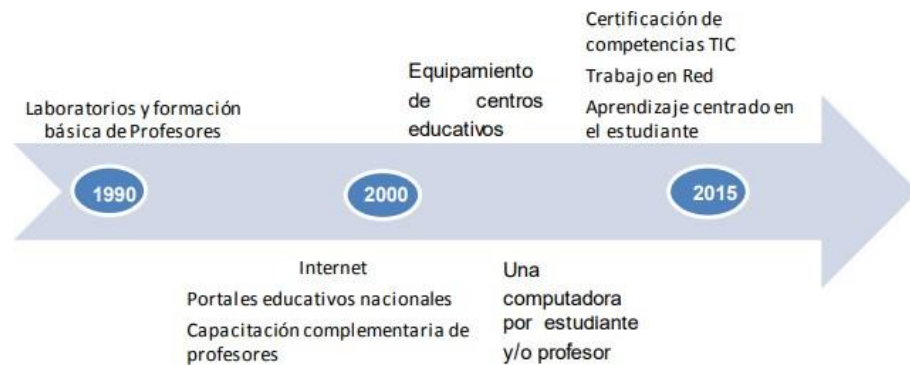 Laboratorios y formación
básica de Profesores
Equipamiento
de centros
educativos
Certificación de
competencias TIC
Trabajo en Red
Aprendizaje centrado en
el estudiante
1990
2000
2015
Internet
Portales educativos nacionales
Capacitación complementaria de
profesores
Una
computadora
por estudiante
y/o profesor